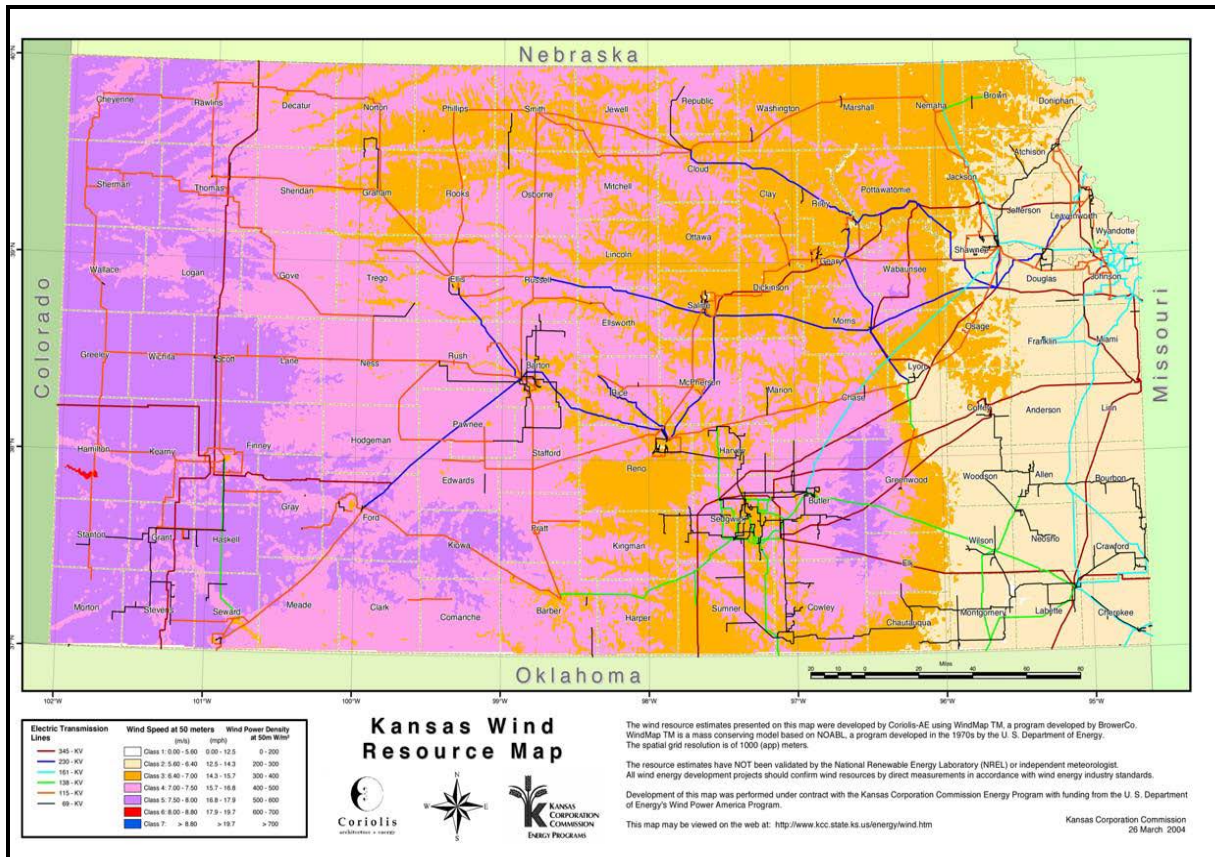 Nebraska
Cheyenne
Rawlins
Decatur
Norton
Phillips
Smith
Jewell
Republic
Washington
Marshall
Nemaha
Brown
Doniphan
Atchison
Sherman
Thomas
Sheridan
Graham
Rooks
Osborne
Mitchell
Cloud
Clay
Riley
Pottawatomie
Jackson
Jefferson
Leavenworth
Wyandotte
Wallace
Logan
Gove
Trego
Ellis
Russell
Lincoln
Ottawa
Saline
Dickinson
Geary
Wabaunsee
Shawnee
Douglas
Johnson
Greeley
Wichita
Scott
Lane
Ness
Rush
Barton
Ellsworth
Rice
McPherson
Marion
Morris
Chase
Lyon
Osage
Franklin
Miami
Coffey
Anderson
Linn
Hamilton
Kearny
Finney
Hodgeman
Pawnee
Stafford
Edwards
Reno
Harvey
Butler
Greenwood
Woodson
Allen
Bourbon
Stanton
Grant
Haskell
Gray
Ford
Kiowa
Pratt
Kingman
Sedgwick
Elk
Wilson
Neosho
Crawford
Morton
Stevens
Seward
Meade
Clark
Comanche
Barber
Harper
Sumner
Cowley
Chautauqua
Montgomery
Labette
Cherekee
Colorado
Missouri
Oklahoma
40°N
39°N
38°N
37°N
Miles
20 10 0 20 40 60 80
102°W 101°W 100°W 99°W 98°W 97°W 96°W 95°W
Electric Transmission Lines
345 - KV
230 - KV
161 - KV
138 - KV
115 - KV
69 - KV
Wind Speed at 50 meters Wind Power Density at 50m W/m²
(m/s) (mph)
Class 1: 0.00 - 5.60 0.00 - 12.5 0 - 200
Class 2: 5.60 - 6.40 12.5 - 14.3 200 - 300
Class 3: 6.40 - 7.00 14.3 - 15.7 300 - 400
Class 4: 7.00 - 7.50 15.7 - 16.8 400 - 500
Class 5: 7.50 - 8.00 16.8 - 17.9 500 - 600
Class 6: 8.00 - 8.80 17.9 - 19.7 600 - 700
Class 7: > 8.80 > 19.7 > 700
Kansas Wind
Resource Map
Coriolis
architecture + energy
N
W E
S
KANSAS
CORPORATION
COMMISSION
ENERGY PROGRAMS
The wind resource estimates presented on this map were developed by Coriolis-AE using WindMap TM, a program developed by BrowerCo.
WindMap TM is a mass conserving model based on NOABL, a program developed in the 1970s by the U. S. Department of Energy.
The spatial grid resolution is of 1000 (app) meters.
The resource estimates have NOT been validated by the National Renewable Energy Laboratory (NREL) or independent meteorologist.
All wind energy development projects should confirm wind resources by direct measurements in accordance with wind energy industry standards.
Development of this map was performed under contract with the Kansas Corporation Commission Energy Program with funding from the U. S. Department
of Energy's Wind Power America Program.
This map may be viewed on the web at: http://www.kcc.state.ks.us/energy/wind.htm
Kansas Corporation Commission
26 March 2004